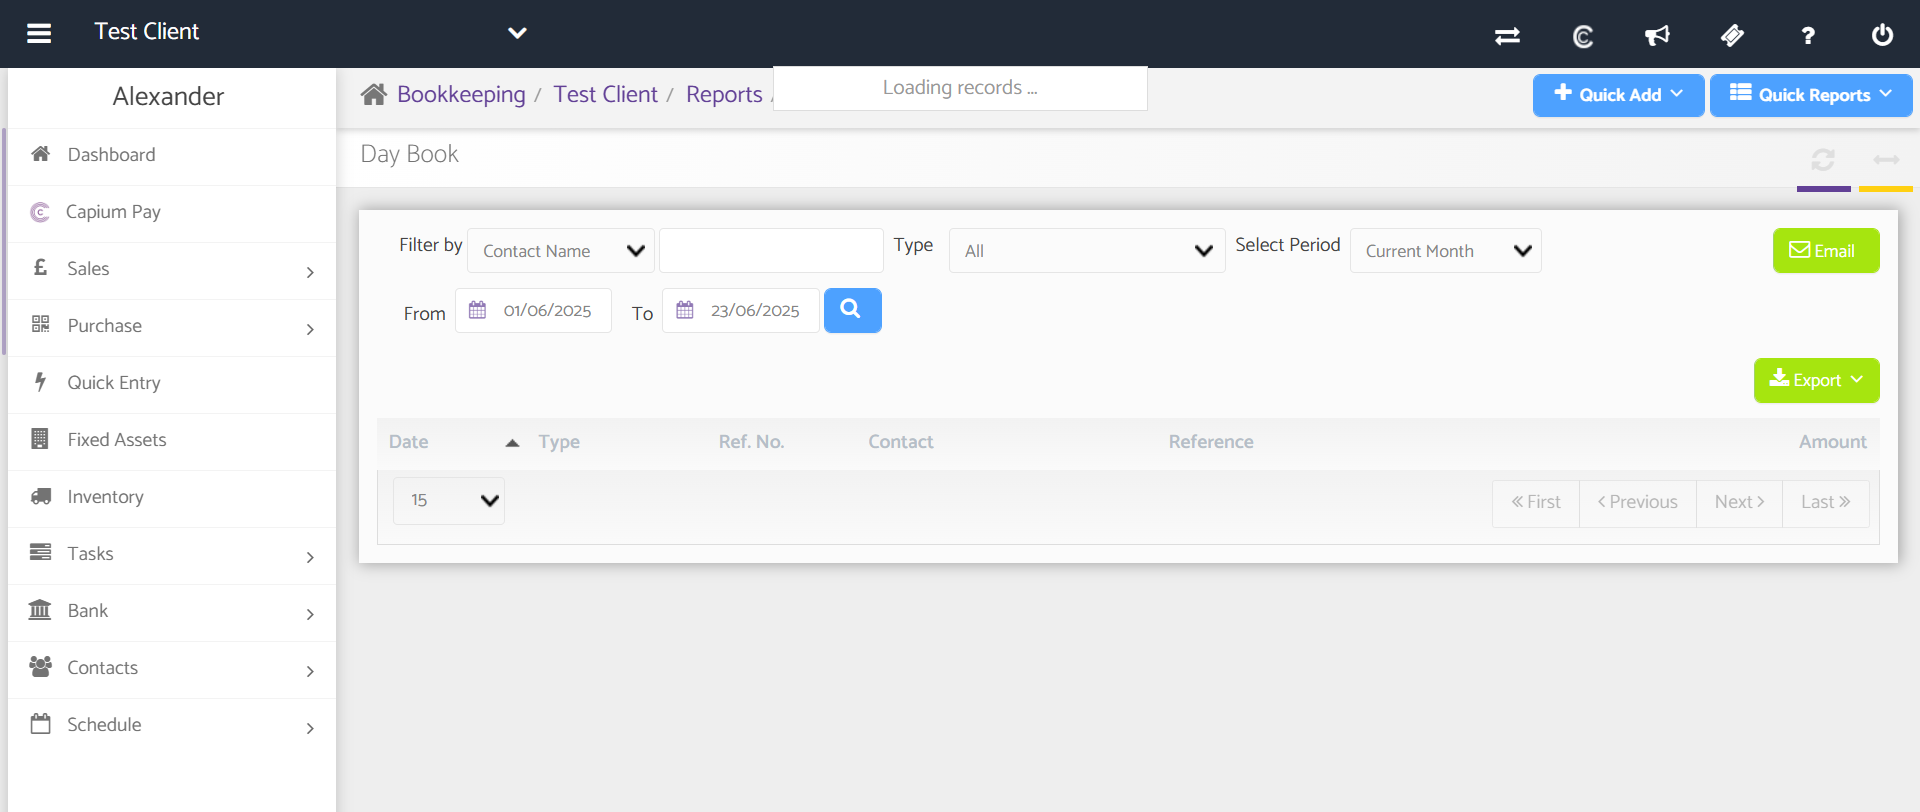 Test Client
?
Alexander
Bookkeeping / Test Client / Reports /
Loading records ...
Quick Add
Quick Reports
Dashboard
Capium Pay
Sales
Purchase
Quick Entry
Fixed Assets
Inventory
Tasks
Bank
Contacts
Schedule
Day Book
Filter by Contact Name Type All Select Period Current Month Email
From 01/06/2025 To 23/06/2025
Export
Date Type Ref. No. Contact Reference Amount
15 « First ‹ Previous Next › Last »